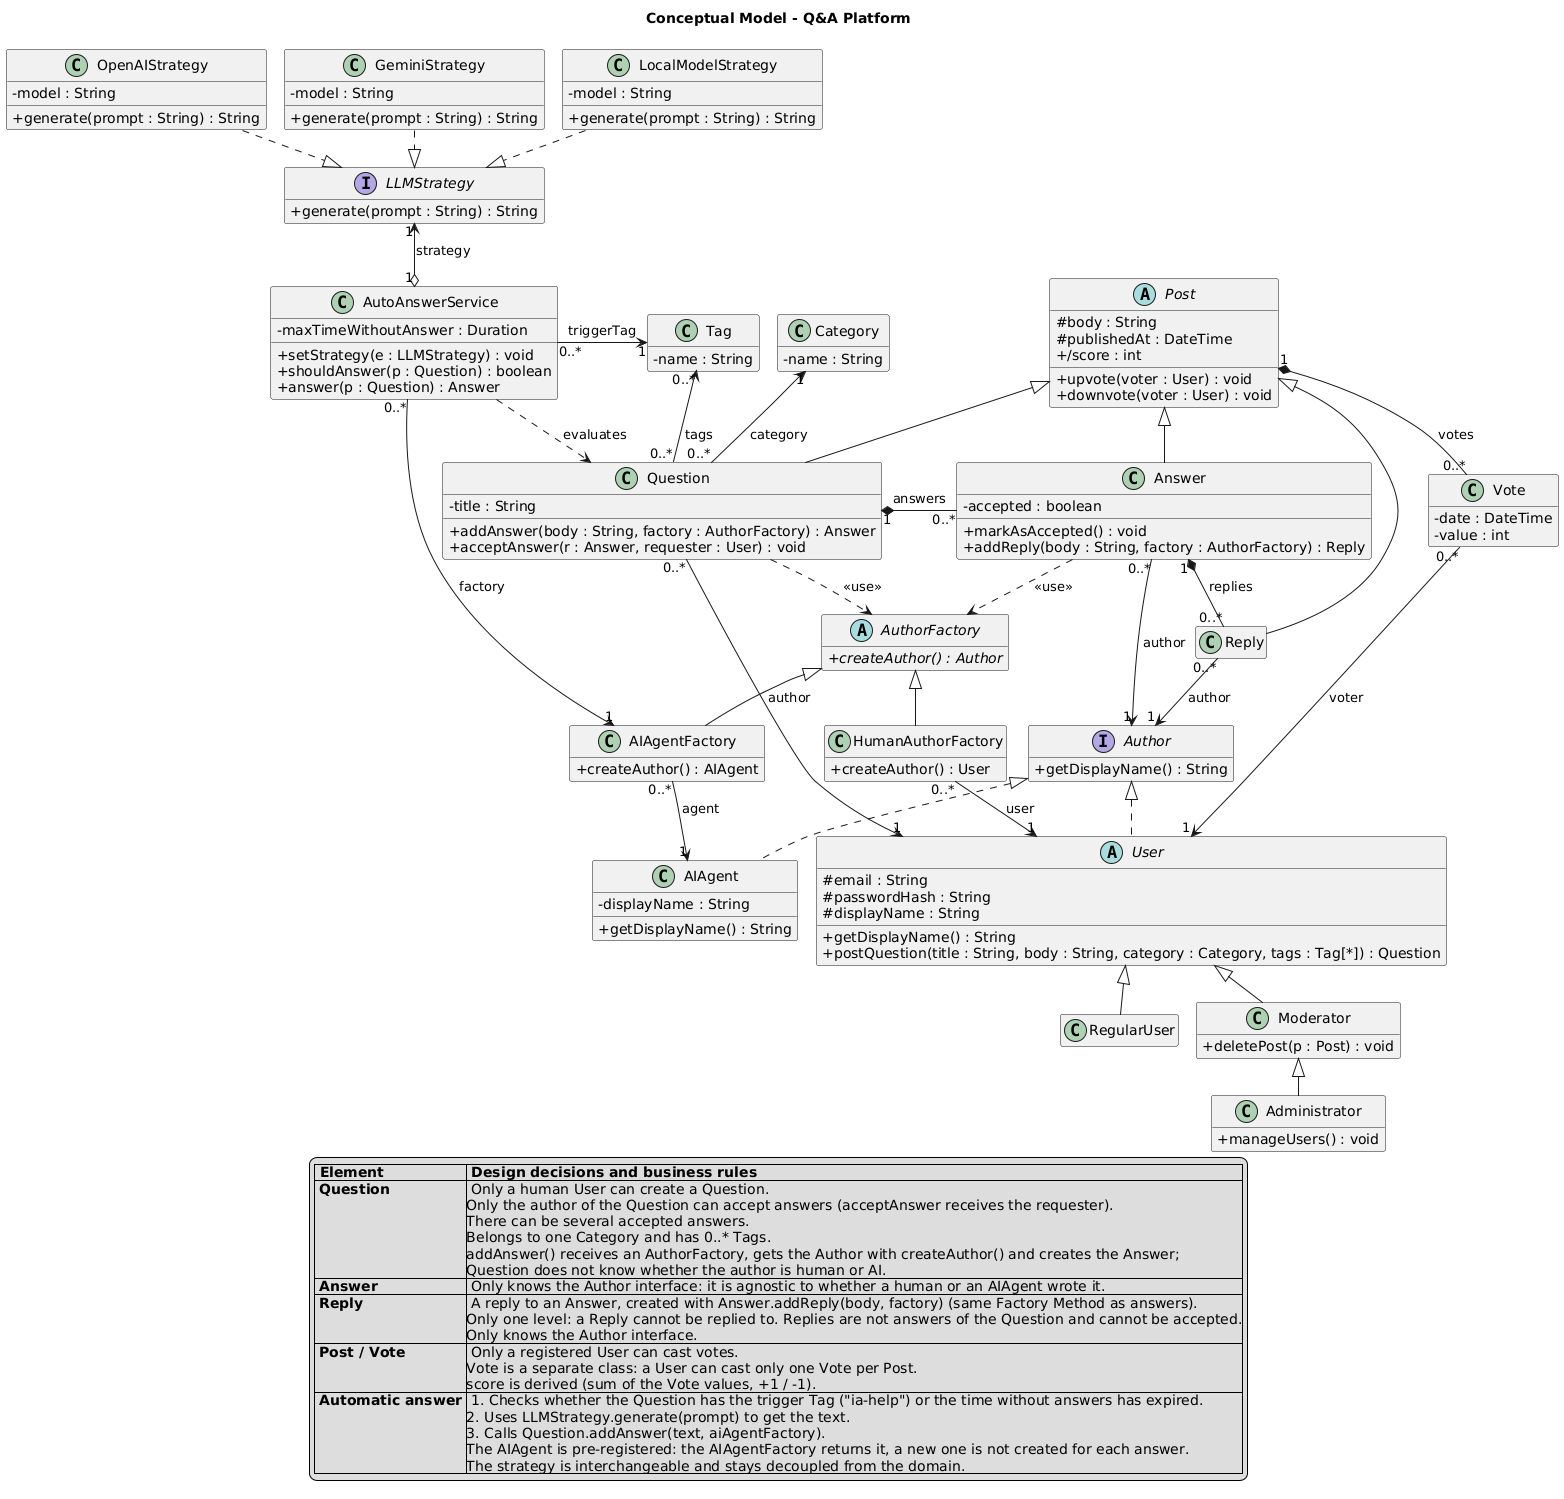 Conceptual Model - Q&A Platform
C OpenAIStrategy
-model : String
+generate(prompt : String) : String
C GeminiStrategy
-model : String
+generate(prompt : String) : String
C LocalModelStrategy
-model : String
+generate(prompt : String) : String
I LLMStrategy
+generate(prompt : String) : String
1
strategy
1
C AutoAnswerService
-maxTimeWithoutAnswer : Duration
+setStrategy(e : LLMStrategy) : void
+shouldAnswer(p : Question) : boolean
+answer(p : Question) : Answer
triggerTag
0..*
1
C Tag
-name : String
C Category
-name : String
A Post
#body : String
#publishedAt : DateTime
+/score : int
+upvote(voter : User) : void
+downvote(voter : User) : void
1
0..*
1
0..*
evaluates
tags
category
votes
0..*
0..*
0..*
C Question
-title : String
+addAnswer(body : String, factory : AuthorFactory) : Answer
+acceptAnswer(r : Answer, requester : User) : void
answers
1
0..*
C Answer
-accepted : boolean
+markAsAccepted() : void
+addReply(body : String, factory : AuthorFactory) : Reply
C Vote
-date : DateTime
-value : int
0..*
0..*
0..*
1
factory
«use»
«use»
replies
0..*
A AuthorFactory
+createAuthor() : Author
C Reply
0..*
author
author
author
voter
1
1
1
C AIAgentFactory
+createAuthor() : AIAgent
C HumanAuthorFactory
+createAuthor() : User
I Author
+getDisplayName() : String
0..*
0..*
agent
user
1
1
1
1
C AIAgent
-displayName : String
+getDisplayName() : String
A User
#email : String
#passwordHash : String
#displayName : String
+getDisplayName() : String
+postQuestion(title : String, body : String, category : Category, tags : Tag[*]) : Question
C RegularUser
C Moderator
+deletePost(p : Post) : void
C Administrator
+manageUsers() : void
Element Design decisions and business rules
Question Only a human User can create a Question.
Only the author of the Question can accept answers (acceptAnswer receives the requester).
There can be several accepted answers.
Belongs to one Category and has 0..* Tags.
addAnswer() receives an AuthorFactory, gets the Author with createAuthor() and creates the Answer;
Question does not know whether the author is human or AI.
Answer Only knows the Author interface: it is agnostic to whether a human or an AIAgent wrote it.
Reply A reply to an Answer, created with Answer.addReply(body, factory) (same Factory Method as answers).
Only one level: a Reply cannot be replied to. Replies are not answers of the Question and cannot be accepted.
Only knows the Author interface.
Post / Vote Only a registered User can cast votes.
Vote is a separate class: a User can cast only one Vote per Post.
score is derived (sum of the Vote values, +1 / -1).
Automatic answer 1. Checks whether the Question has the trigger Tag ("ia-help") or the time without answers has expired.
2. Uses LLMStrategy.generate(prompt) to get the text.
3. Calls Question.addAnswer(text, aiAgentFactory).
The AIAgent is pre-registered: the AIAgentFactory returns it, a new one is not created for each answer.
The strategy is interchangeable and stays decoupled from the domain.